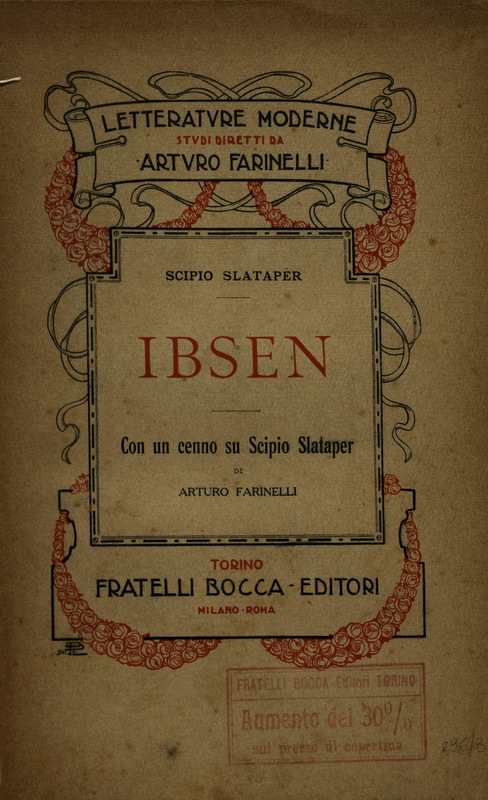 LETTERATVRE MODERNE
STVDI DIRETTI DA
·ARTVRO FARINELLI·
SCIPIO SLATAPER
IBSEN
Con un cenno su Scipio Slataper
DI
ARTURO FARINELLI
TORINO
FRATELLI BOCCA - EDITORI
MILANO - ROMA
FRATELLI BOCCA Editori TORINO
Aumento del 30%
sul prezzo di copertina